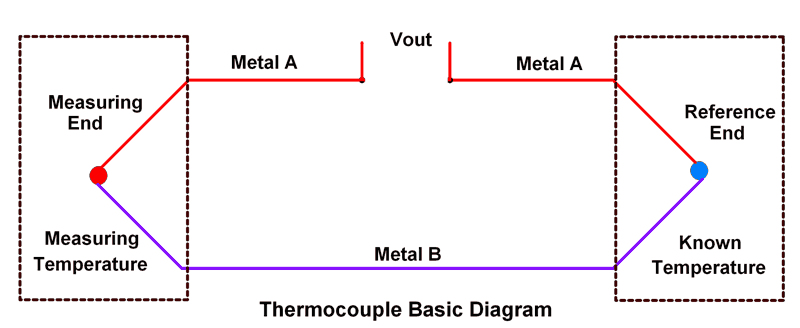 Vout
Metal A
Metal A
Measuring
End
Reference
End
Measuring
Temperature
Known
Temperature
Metal B
Thermocouple Basic Diagram